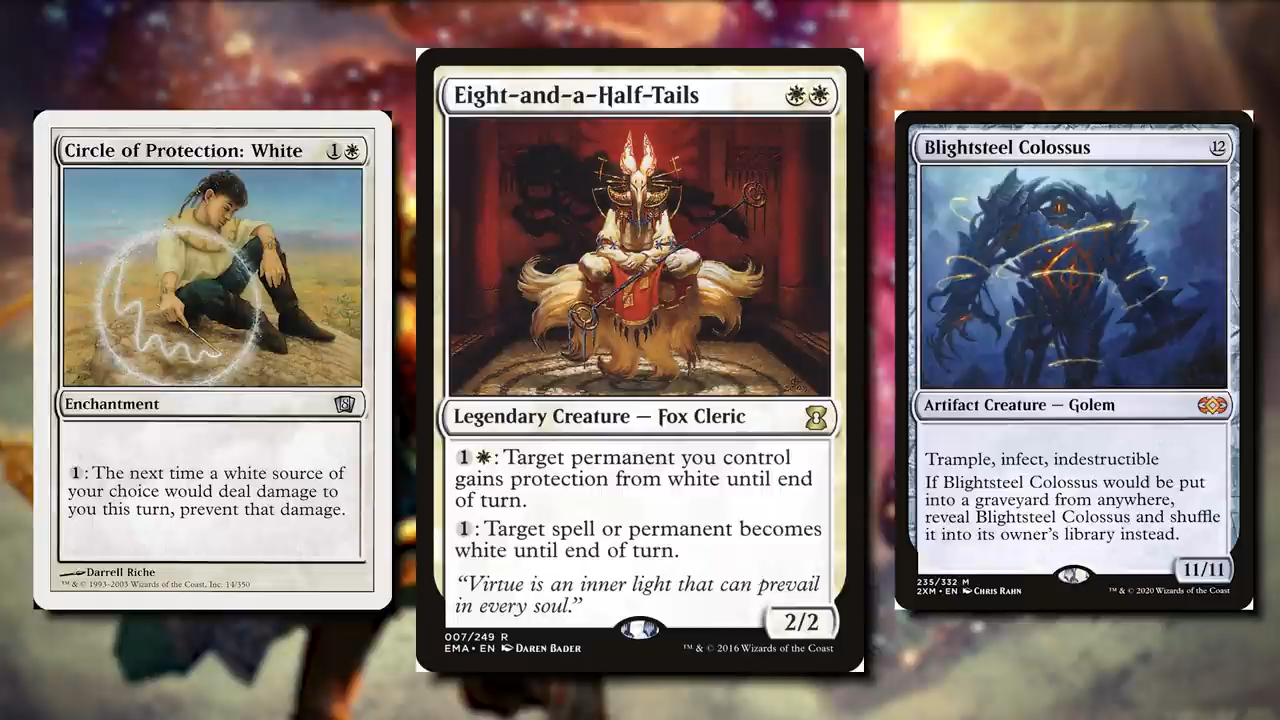 Circle of Protection: White 1
Enchantment 8
1: The next time a white source of
your choice would deal damage to
you this turn, prevent that damage.
Darrell Riche
™ & © 1993-2003 Wizards of the Coast, Inc. 14/350
Eight-and-a-Half-Tails
Legendary Creature — Fox Cleric
1 : Target permanent you control
gains protection from white until end
of turn.
1: Target spell or permanent becomes
white until end of turn.
“Virtue is an inner light that can prevail
in every soul.”
2/2
007/249 R
EMA • EN DAREN BADER ™ & © 2016 Wizards of the Coast
Blightsteel Colossus 12
Artifact Creature — Golem
Trample, infect, indestructible
If Blightsteel Colossus would be put
into a graveyard from anywhere,
reveal Blightsteel Colossus and shuffle
it into its owner's library instead.
11/11
235/332 M
2XM • EN CHRIS RAHN ™ & © 2020 Wizards of the Coast